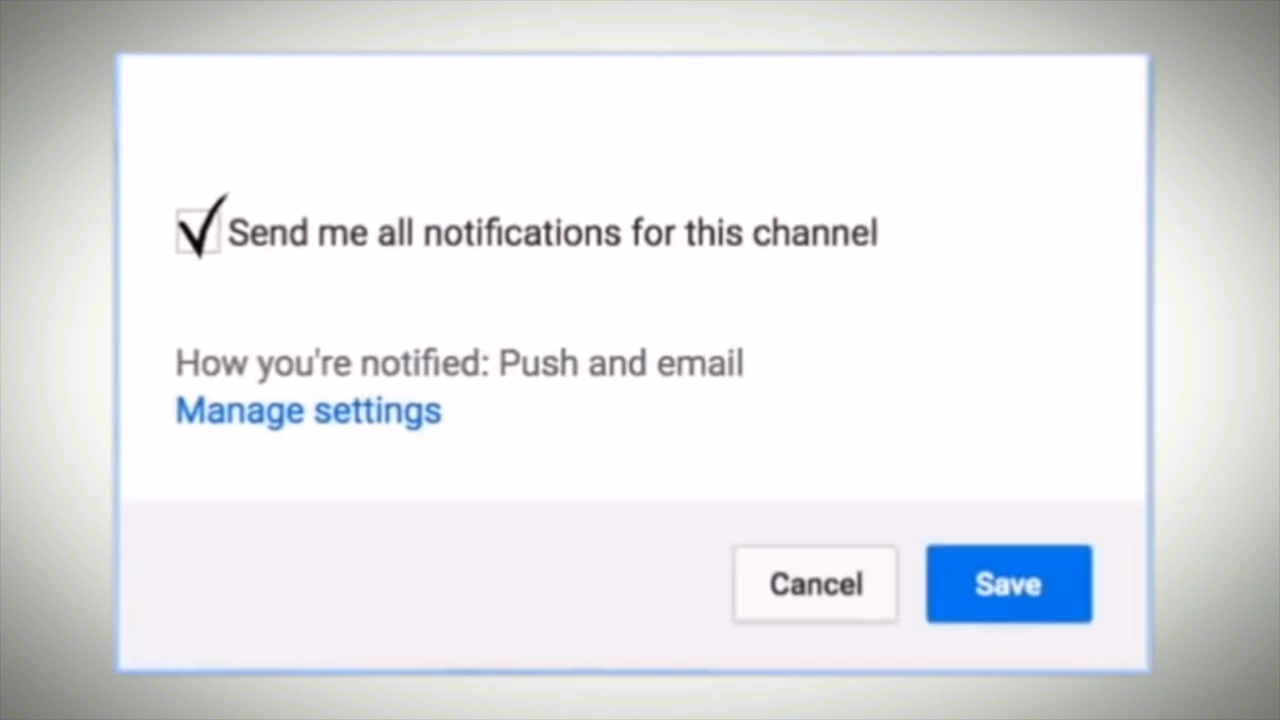 Send me all notifications for this channel
How you're notified: Push and email
Manage settings
Cancel
Save